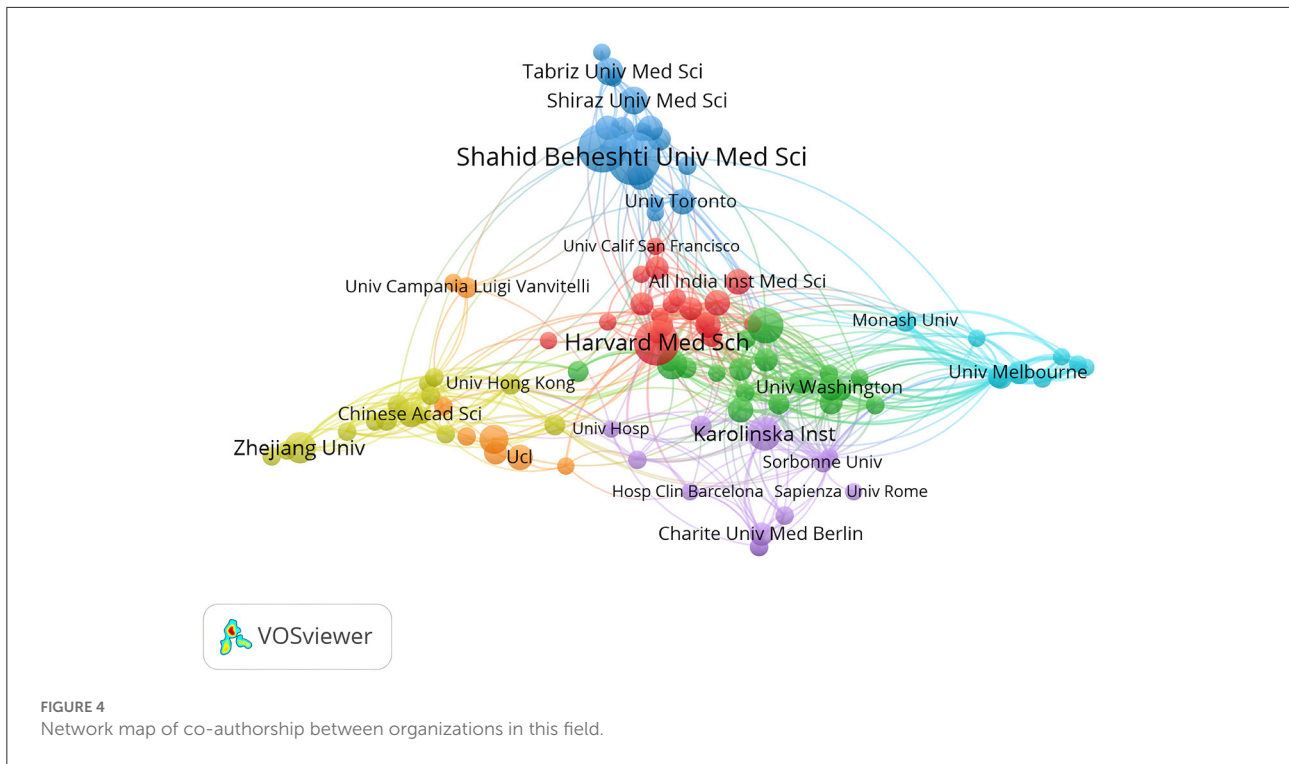 Tabriz Univ Med Sci
Shiraz Univ Med Sci
Shahid Beheshti Univ Med Sci
Univ Toronto
Univ Calif San Francisco
All India Inst Med Sci
Univ Campania Luigi Vanvitelli
Monash Univ
Harvard Med Sch
Univ Melbourne
Univ Hong Kong
Univ Washington
Chinese Acad Sci
Univ Hosp
Karolinska Inst
Zhejiang Univ
Ucl
Sorbonne Univ
Hosp Clin Barcelona
Sapienza Univ Rome
Charite Univ Med Berlin
VOSviewer
FIGURE 4
Network map of co-authorship between organizations in this field.